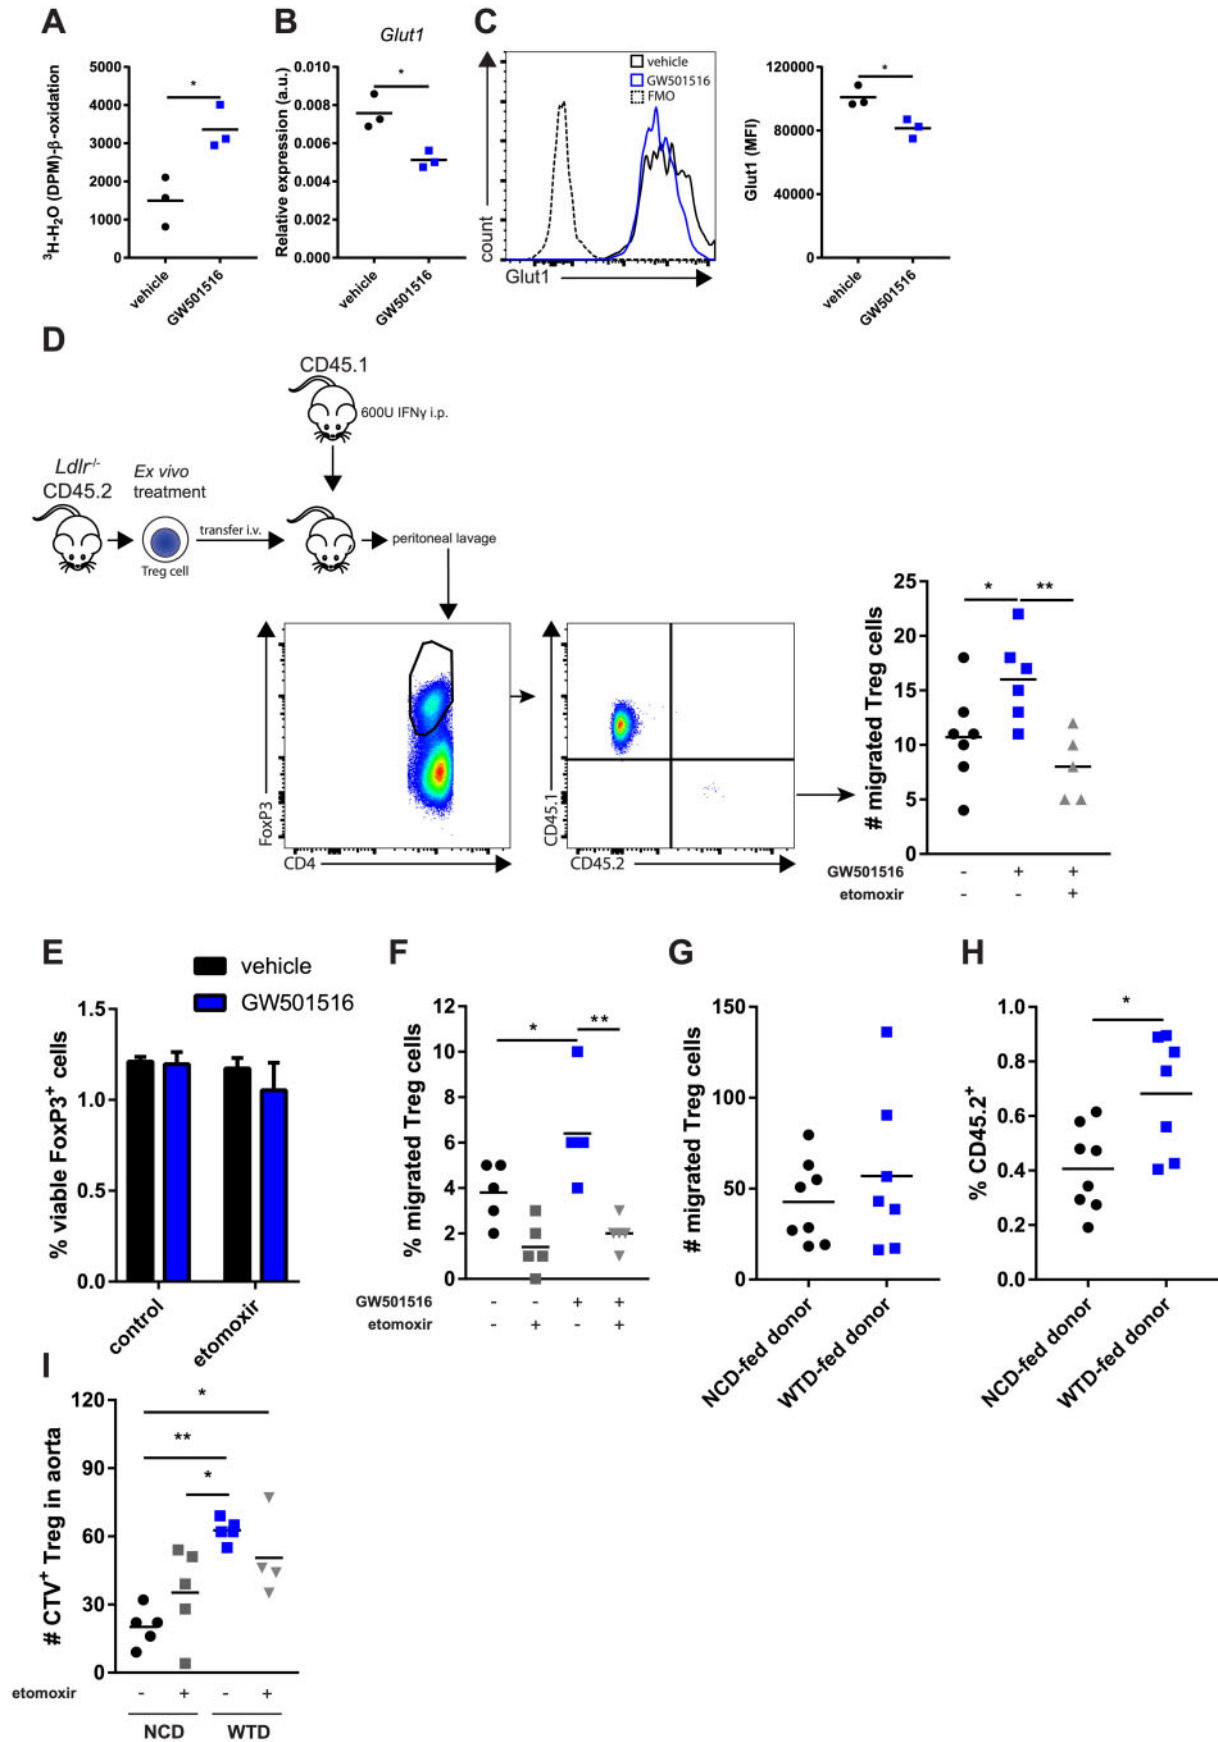 A
³H-H₂O (DPM)-β-oxidation
5000
4000
3000
2000
1000
0
*
vehicle
GW501516
B
Glut1
Relative expression (a.u.)
0.010
0.008
0.006
0.004
0.002
0.000
*
vehicle
GW501516
C
vehicle
GW501516
FMO
count
Glut1
Glut1 (MFI)
120000
80000
40000
0
*
vehicle
GW501516
D
CD45.1
600U IFNγ i.p.
Ldlr-/-
CD45.2
Ex vivo
treatment
Treg cell
transfer i.v.
peritoneal lavage
FoxP3
CD4
CD45.1
CD45.2
# migrated Treg cells
25
20
15
10
5
0
* **
GW501516 - + +
etomoxir - - +
E
vehicle
GW501516
% viable FoxP3⁺ cells
1.5
1.0
0.5
0.0
control
etomoxir
F
% migrated Treg cells
12
10
8
6
4
2
0
* **
GW501516 - - + +
etomoxir - + - +
G
# migrated Treg cells
150
100
50
0
NCD-fed donor
WTD-fed donor
H
% CD45.2⁺
1.0
0.8
0.6
0.4
0.2
0.0
*
NCD-fed donor
WTD-fed donor
I
# CTV⁺ Treg in aorta
120
90
60
30
0
*
**
*
etomoxir - + - +
NCD WTD